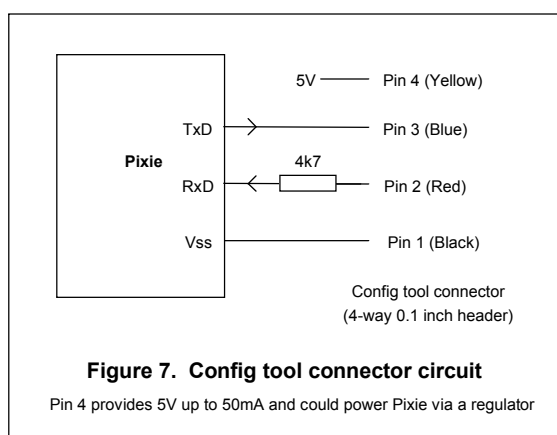 5V Pin 4 (Yellow)
TxD Pin 3 (Blue)
Pixie
4k7
RxD Pin 2 (Red)
Vss Pin 1 (Black)
Config tool connector
(4-way 0.1 inch header)
Figure 7. Config tool connector circuit
Pin 4 provides 5V up to 50mA and could power Pixie via a regulator